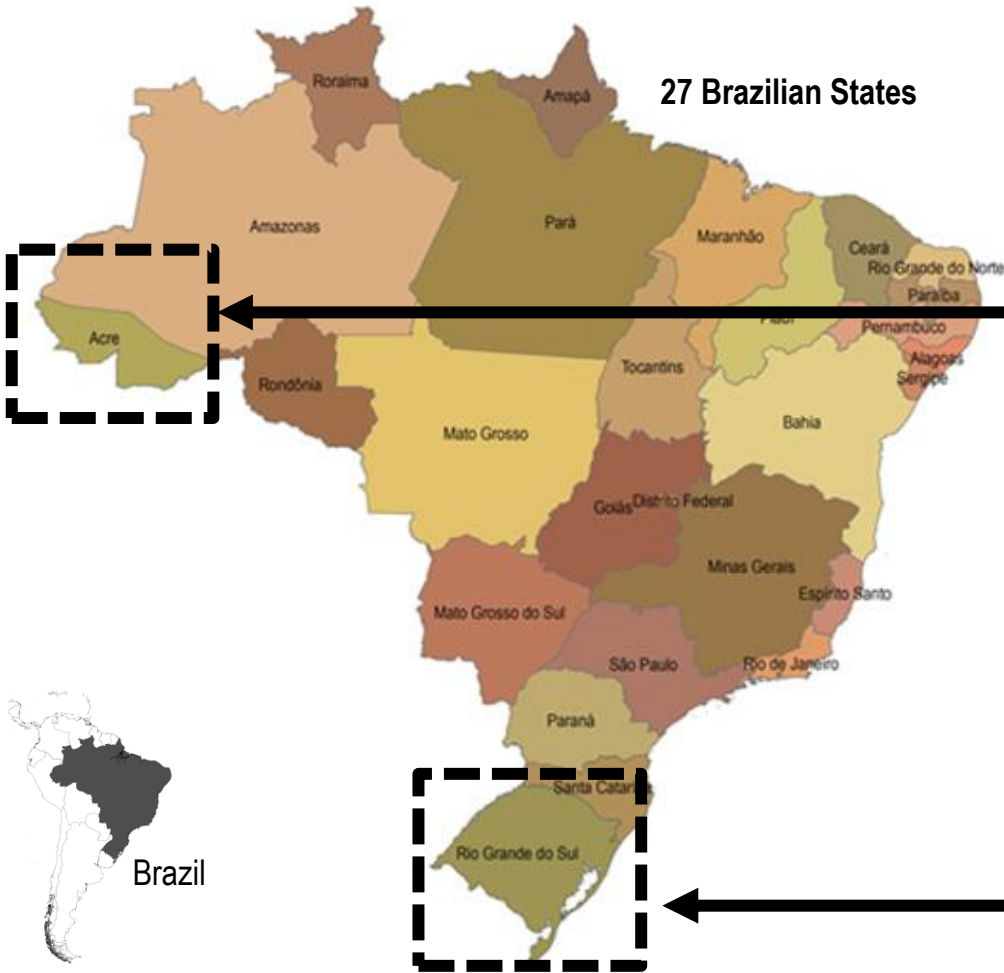 27 Brazilian States
Roraima
Amapá
Amazonas
Pará
Maranhão
Ceará
Rio Grande do Norte
Paraíba
Piauí
Pernambuco
Acre
Alagoas
Tocantins
Sergipe
Rondônia
Bahia
Mato Grosso
Goiás
Distrito Federal
Minas Gerais
Espírito Santo
Mato Grosso do Sul
São Paulo
Rio de Janeiro
Paraná
Santa Catarina
Rio Grande do Sul
Brazil